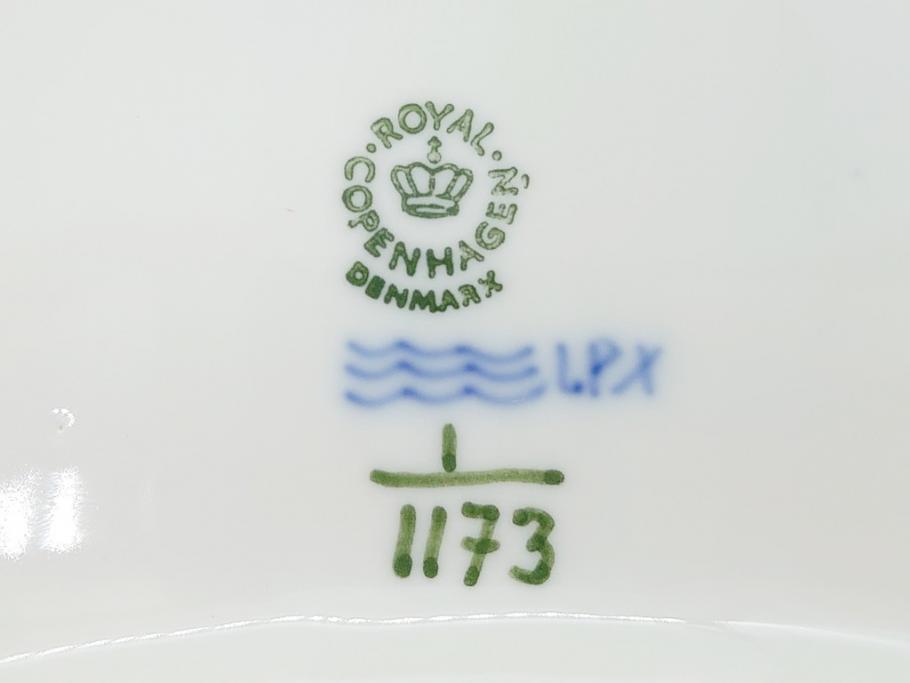 ·ROYAL·
COPENHAGEN
DENMARK
LPX
1
1173